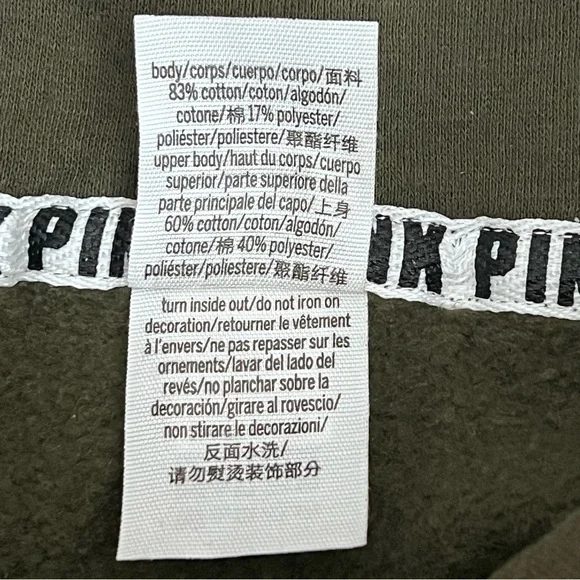 body/corps/cuerpo/corpo/面料
83% cotton/coton/algodón/
cotone/棉 17% polyester/
poliéster/poliestere/聚酯纤维
upper body/haut du corps/cuerpo
superior/parte superiore della
parte principale del capo/上身
60% cotton/coton/algodón/
cotone/棉 40% polyester/
poliéster/poliestere/聚酯纤维
K PIN NK PIN
turn inside out/do not iron on
decoration/retourner le vêtement
à l'envers/ne pas repasser sur les
ornements/lavar del lado del
revés/no planchar sobre la
decoración/girare al rovescio/
non stirare le decorazioni/
反面水洗/
请勿熨烫装饰部分